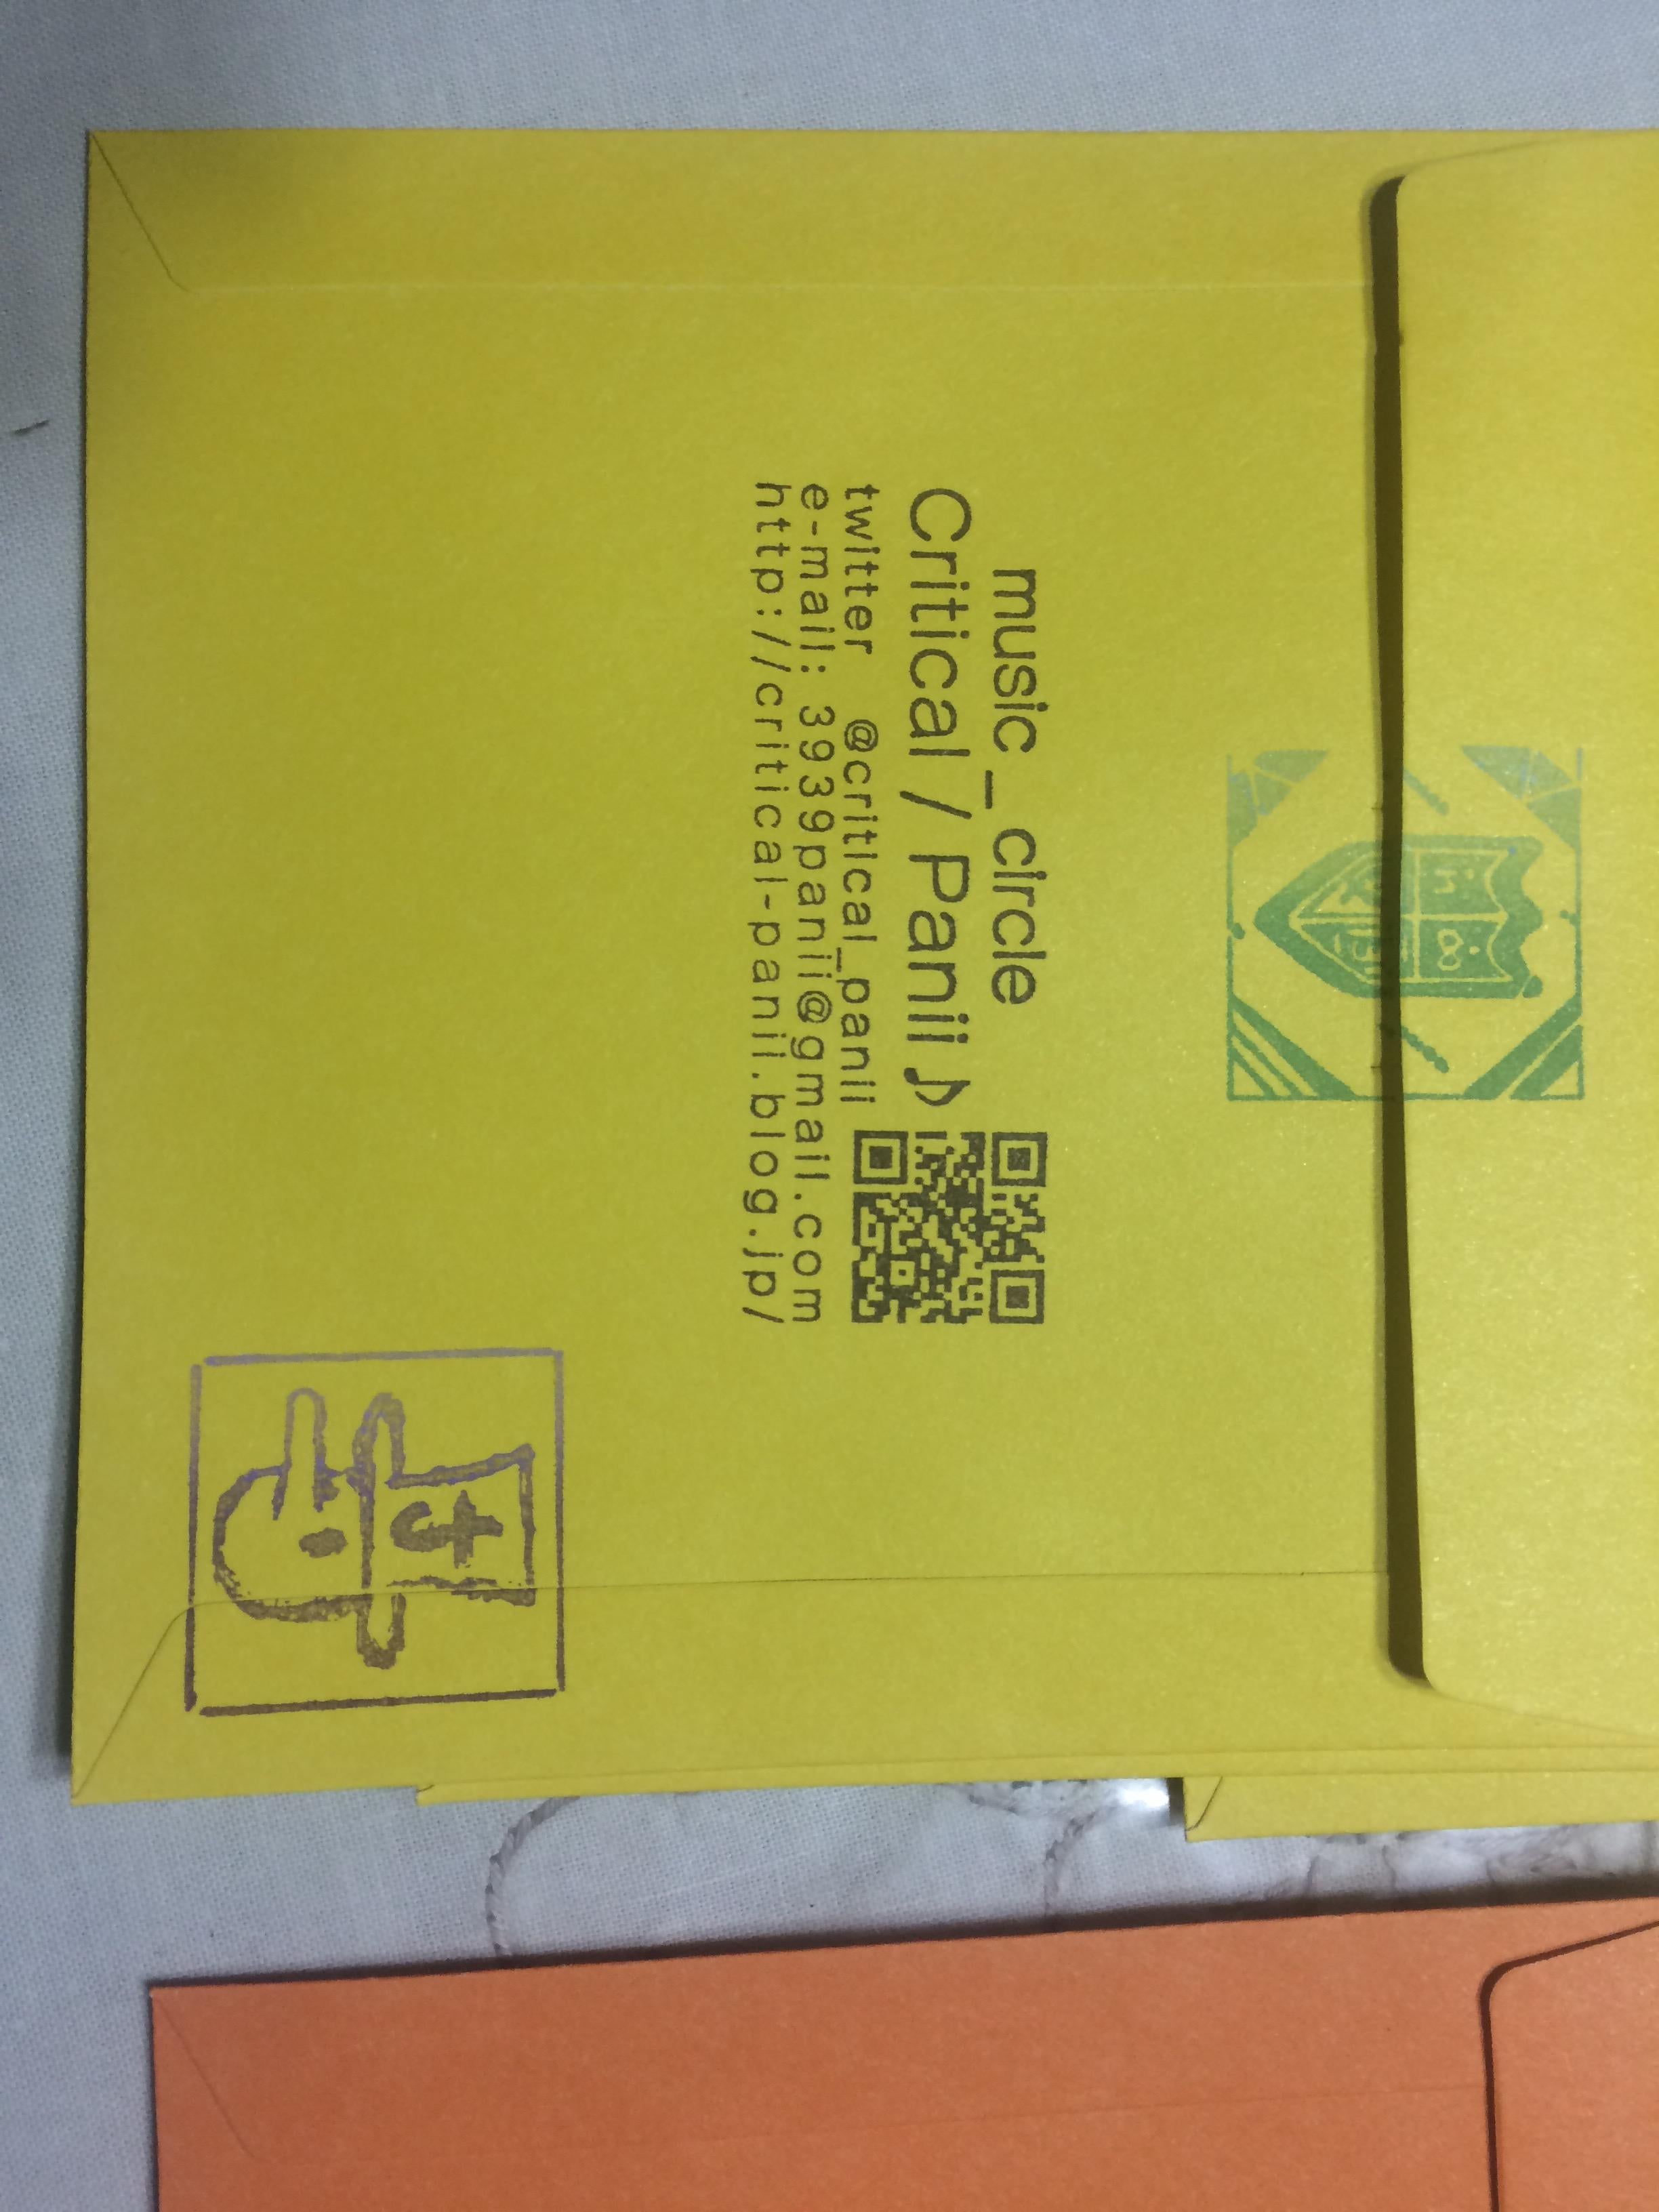 music_circle
Critical / Panii♪
twitter @critical_panii
e-mail: 3939panii@gmail.com
http://critical-panii.blog.jp/